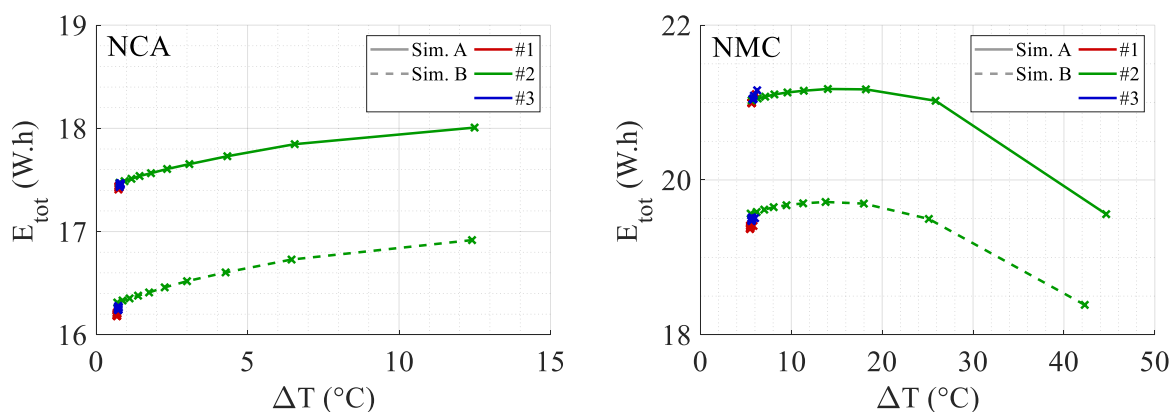 NCA
Sim. A #1
Sim. B #2
#3
19
18
17
16
E_tot (W.h)
0 5 10 15
ΔT (°C)
NMC
Sim. A #1
Sim. B #2
#3
22
20
18
E_tot (W.h)
0 10 20 30 40 50
ΔT (°C)